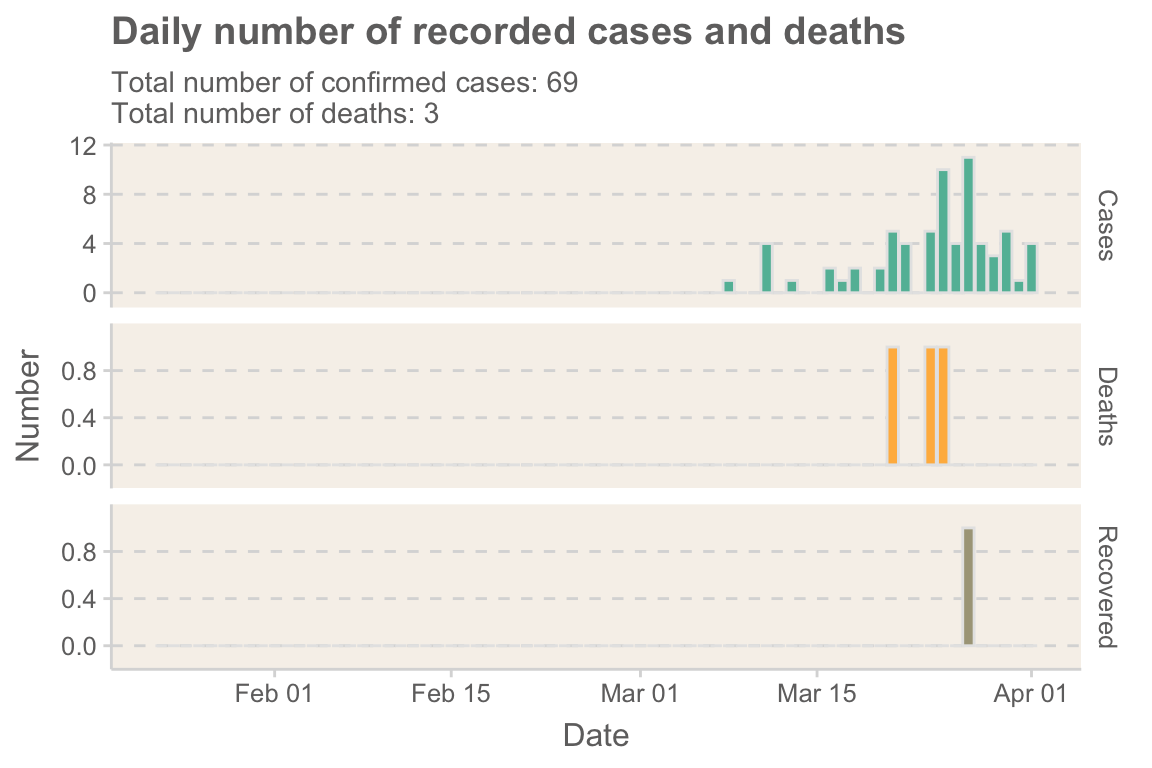 Daily number of recorded cases and deaths
Total number of confirmed cases: 69
Total number of deaths: 3
12
8
4
0
Cases
0.8
0.4
0.0
Deaths
0.8
0.4
0.0
Recovered
Number
Feb 01 Feb 15 Mar 01 Mar 15 Apr 01
Date